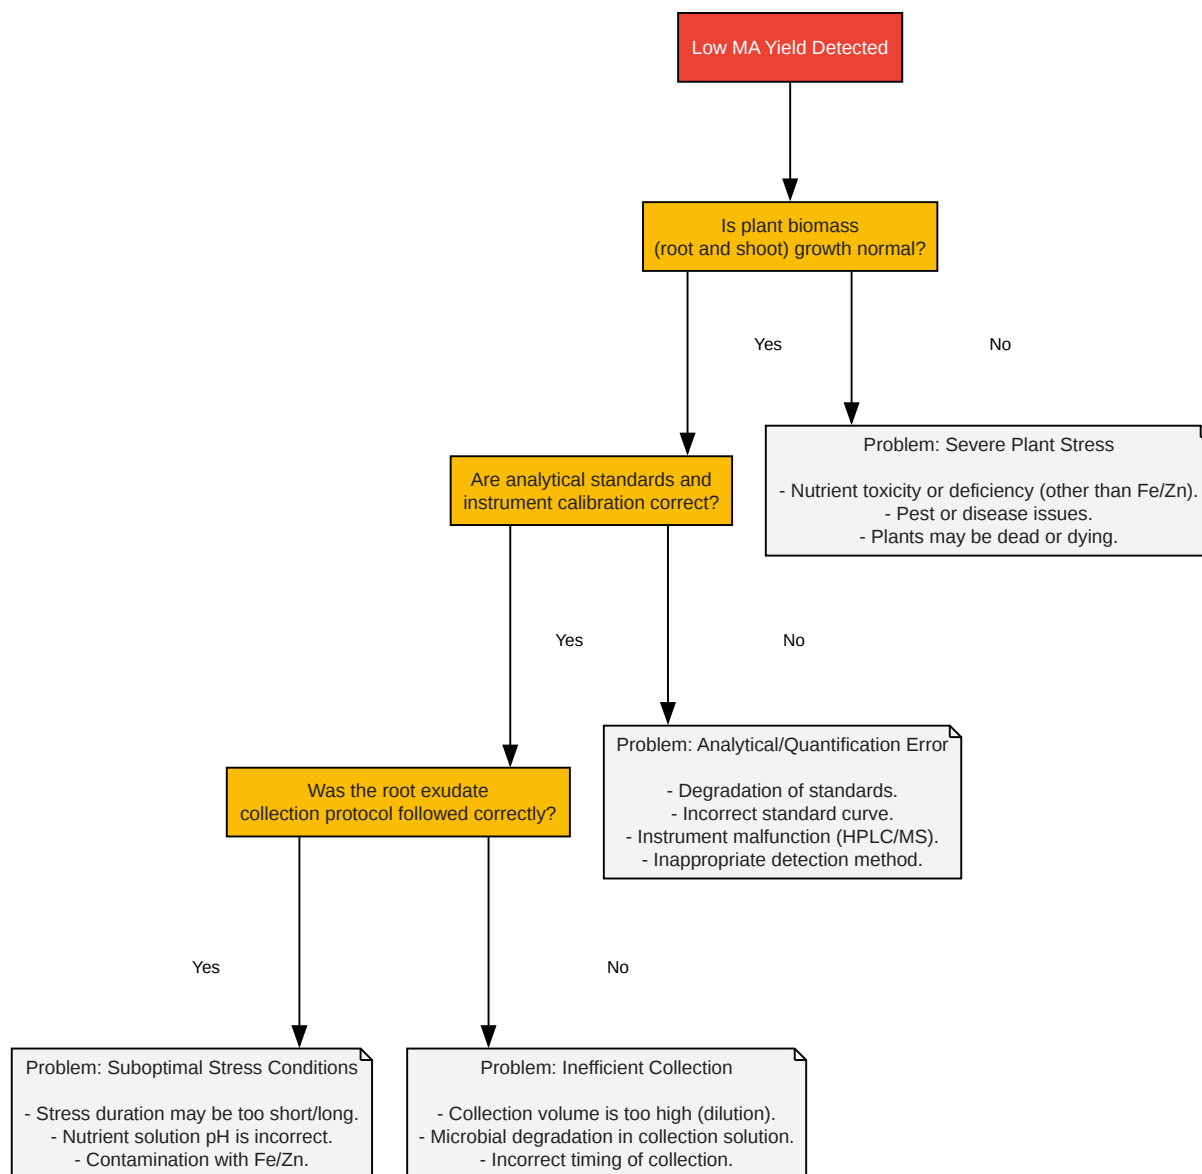 Low MA Yield Detected
Is plant biomass
(root and shoot) growth normal?
Yes
No
Problem: Severe Plant Stress
- Nutrient toxicity or deficiency (other than Fe/Zn).
- Pest or disease issues.
- Plants may be dead or dying.
Are analytical standards and
instrument calibration correct?
Yes
No
Problem: Analytical/Quantification Error
- Degradation of standards.
- Incorrect standard curve.
- Instrument malfunction (HPLC/MS).
- Inappropriate detection method.
Was the root exudate
collection protocol followed correctly?
Yes
No
Problem: Suboptimal Stress Conditions
- Stress duration may be too short/long.
- Nutrient solution pH is incorrect.
- Contamination with Fe/Zn.
Problem: Inefficient Collection
- Collection volume is too high (dilution).
- Microbial degradation in collection solution.
- Incorrect timing of collection.